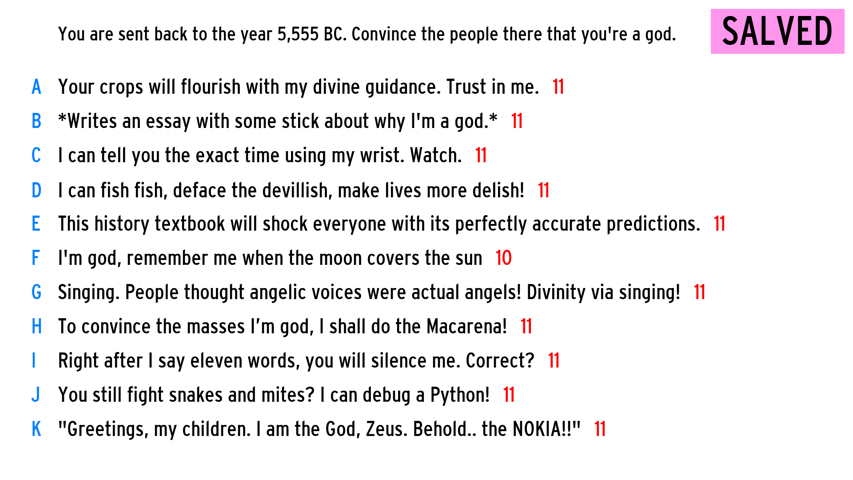 You are sent back to the year 5,555 BC. Convince the people there that you're a god.
SALVED
A Your crops will flourish with my divine guidance. Trust in me. 11
B *Writes an essay with some stick about why I'm a god.* 11
C I can tell you the exact time using my wrist. Watch. 11
D I can fish fish, deface the devillish, make lives more delish! 11
E This history textbook will shock everyone with its perfectly accurate predictions. 11
F I'm god, remember me when the moon covers the sun 10
G Singing. People thought angelic voices were actual angels! Divinity via singing! 11
H To convince the masses I’m god, I shall do the Macarena! 11
I Right after I say eleven words, you will silence me. Correct? 11
J You still fight snakes and mites? I can debug a Python! 11
K "Greetings, my children. I am the God, Zeus. Behold.. the NOKIA!!" 11